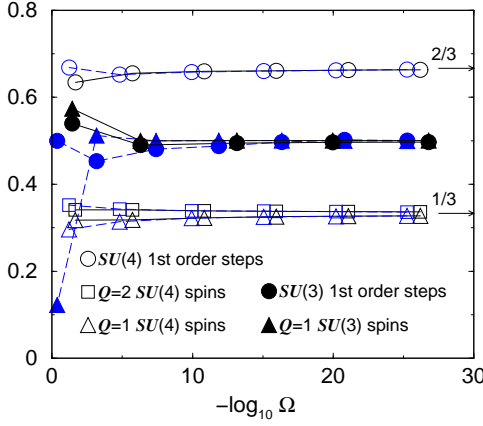 0.8
2/3
0.6
0.4
1/3
SU(4) 1st order steps
Q=2 SU(4) spins
SU(3) 1st order steps
Q=1 SU(4) spins
Q=1 SU(3) spins
0.2
0
0
10
20
30
−log₁₀ Ω